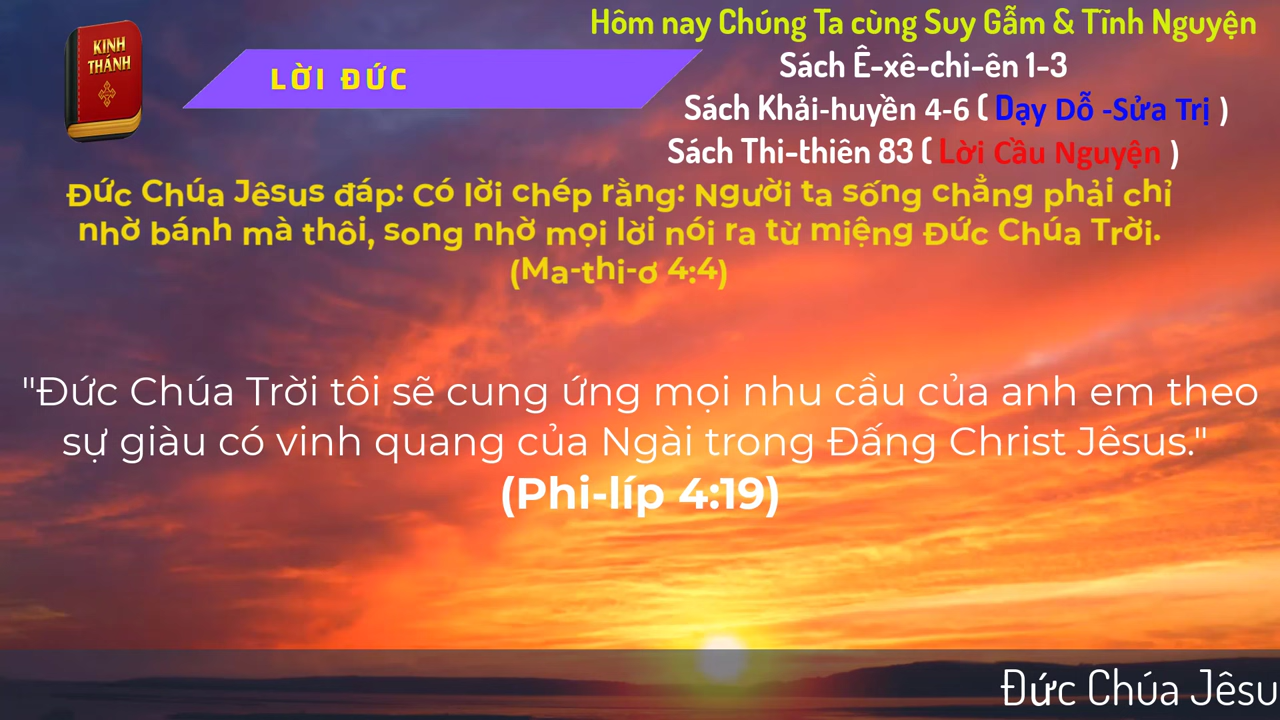 KINH
THÁNH
LỜI ĐỨC
Hôm nay Chúng Ta cùng Suy Gẫm & Tĩnh Nguyện
Sách Ê-xê-chi-ên 1-3
Sách Khải-huyền 4-6 ( Dạy Dỗ -Sửa Trị )
Sách Thi-thiên 83 ( Lời Cầu Nguyện )
Đức Chúa Jêsus đáp: Có lời chép rằng: Người ta sống chẳng phải chỉ
nhờ bánh mà thôi, song nhờ mọi lời nói ra từ miệng Đức Chúa Trời.
(Ma-thi-ơ 4:4)
"Đức Chúa Trời tôi sẽ cung ứng mọi nhu cầu của anh em theo
sự giàu có vinh quang của Ngài trong Đấng Christ Jêsus."
(Phi-líp 4:19)
Đức Chúa Jêsu